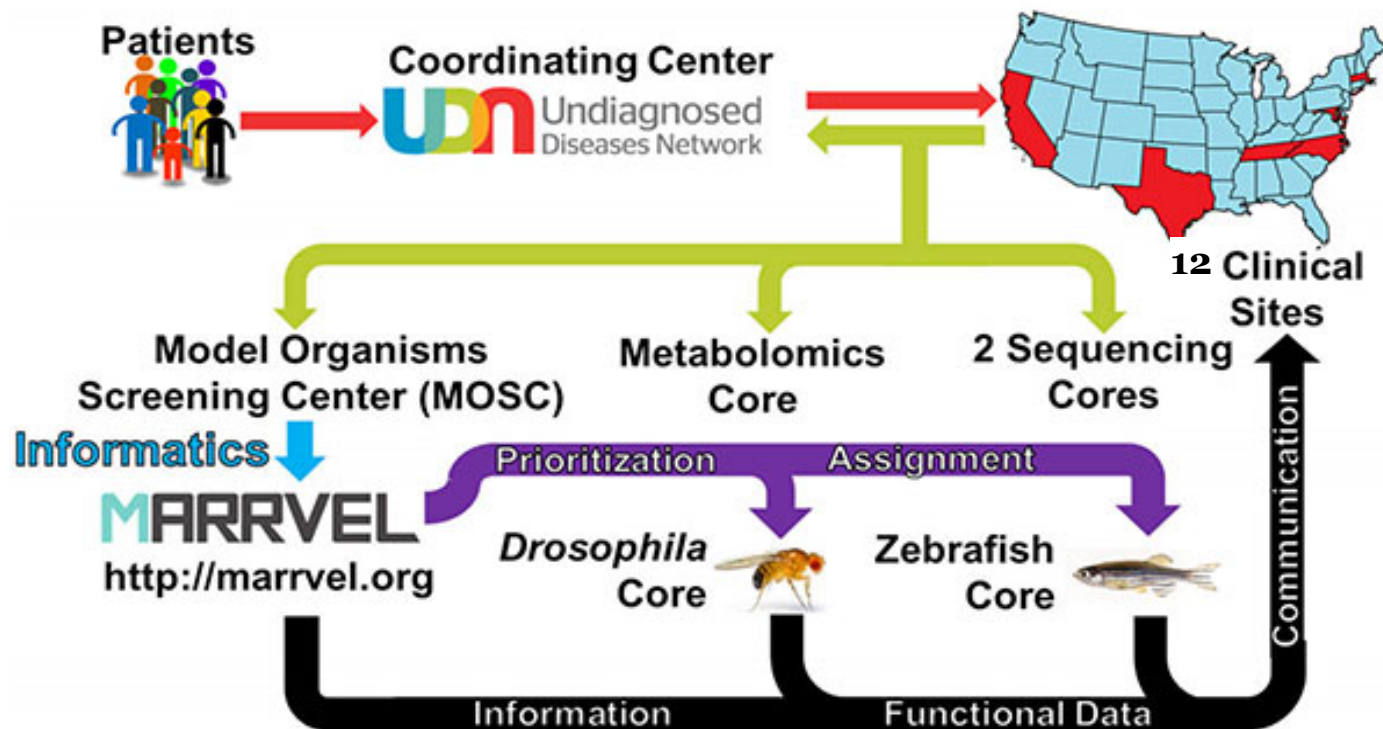 Patients
Coordinating Center
UDN Undiagnosed
Diseases Network
12 Clinical
Sites
Model Organisms
Screening Center (MOSC)
Metabolomics
Core
2 Sequencing
Cores
Informatics
MARRVEL
http://marrvel.org
Prioritization
Assignment
Drosophila
Core
Zebrafish
Core
Communication
Information
Functional Data